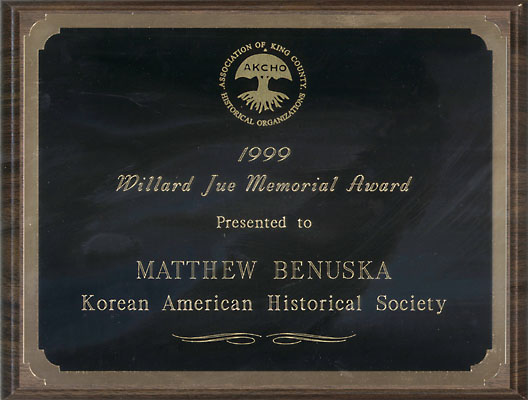 ASSOCIATION OF KING COUNTY
HISTORICAL ORGANIZATIONS
AKCHO
1999
Willard Jue Memorial Award
Presented to
MATTHEW BENUSKA
Korean American Historical Society